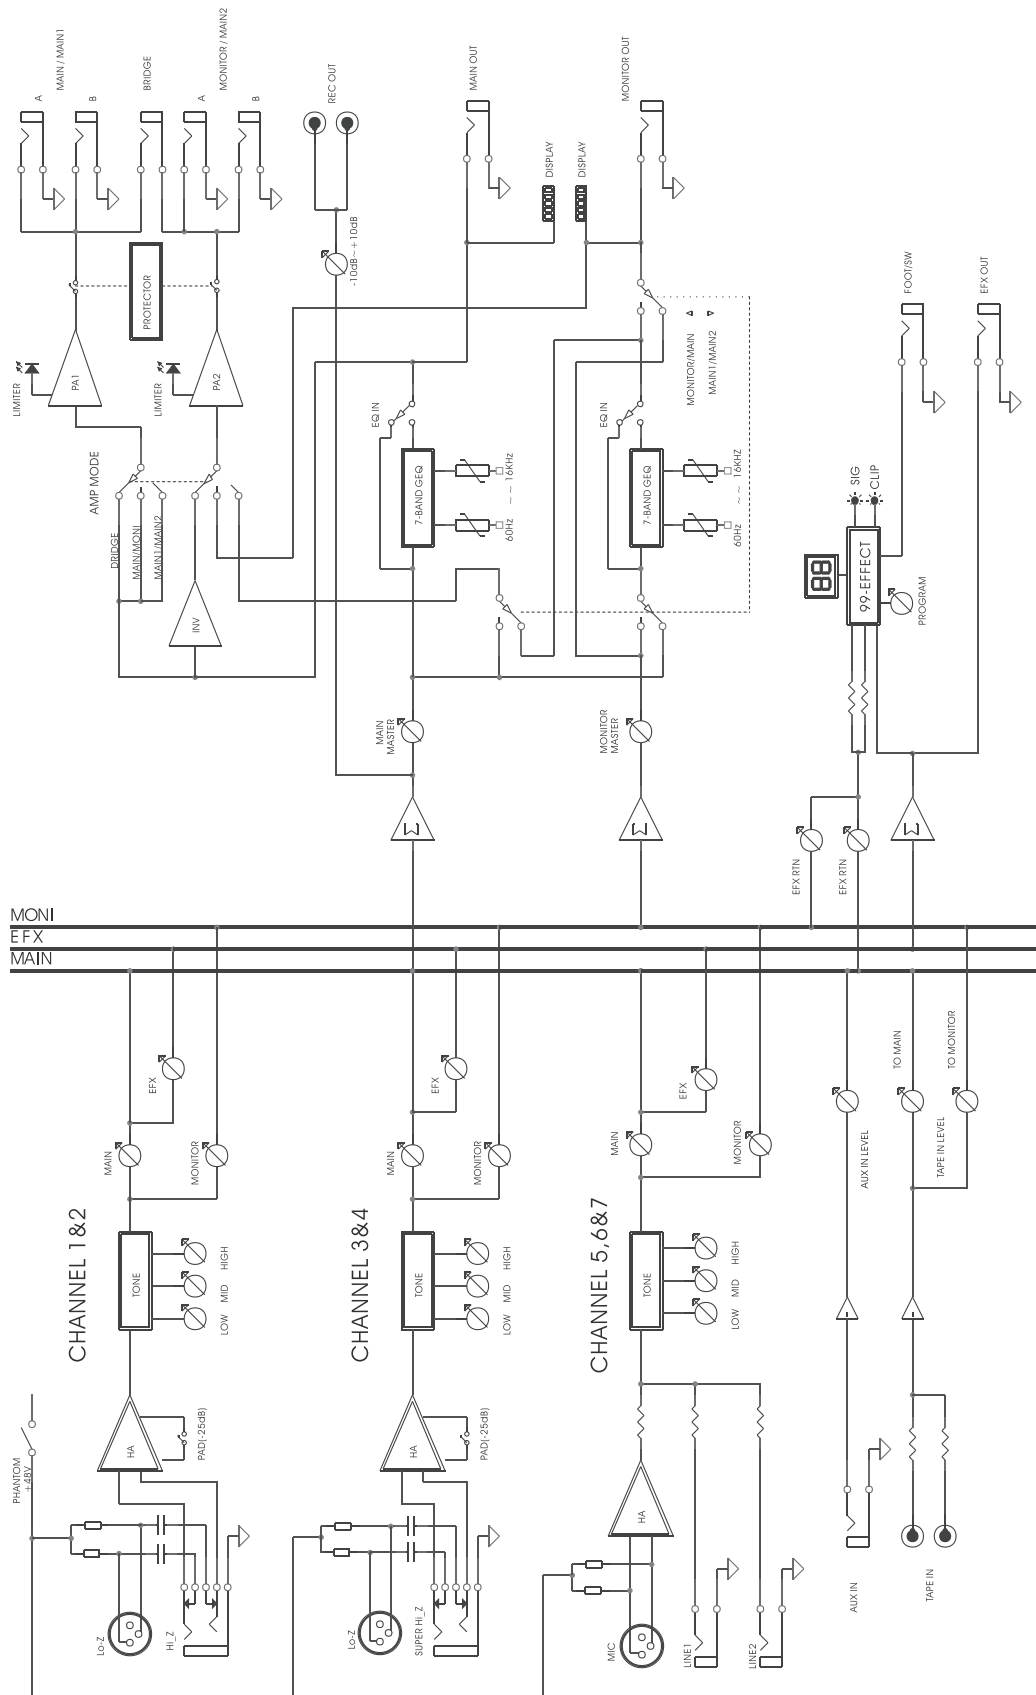 A
MAIN / MAIN1
B
BRIDGE
A
MONITOR / MAIN2
B
REC OUT
MAIN OUT
MONITOR OUT
DISPLAY
DISPLAY
-10dB~+10dB
PROTECTOR
LIMITER
PA1
LIMITER
PA2
AMP MODE
DRIDGE
MAIN/MONI
MAIN1/MAIN2
INV
EQ IN
7-BAND GEQ
60Hz ~ ~ 16KHz
EQ IN
7-BAND GEQ
60Hz ~ ~ 16KHz
MONITOR/MAIN
MAIN1/MAIN2
FOOT/SW
EFX OUT
SIG
CLIP
88
99-EFFECT
PROGRAM
MAIN
MASTER
MONITOR
MASTER
Σ
Σ
Σ
EFX RTN
EFX RTN
MONI
EFX
MAIN
EFX
MAIN
MONITOR
CHANNEL 1&2
TONE
LOW
MID
HIGH
HA
PAD(-25dB)
PHANTOM
+48V
Lo-Z
Hi_Z
EFX
MAIN
MONITOR
CHANNEL 3&4
TONE
LOW
MID
HIGH
HA
PAD(-25dB)
Lo-Z
SUPER Hi_Z
EFX
MAIN
MONITOR
CHANNEL 5,6&7
TONE
LOW
MID
HIGH
HA
MIC
LINE1
LINE2
AUX IN LEVEL
TO MAIN
TAPE IN LEVEL
TO MONITOR
AUX IN
TAPE IN